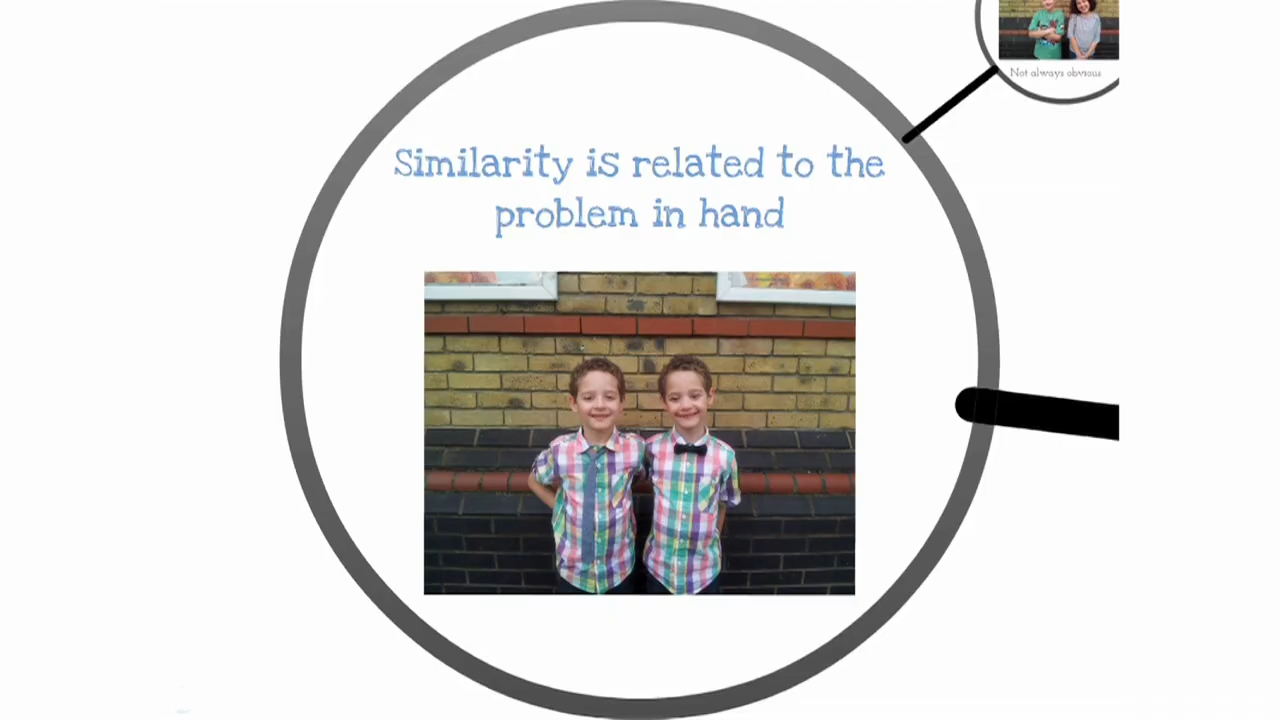 Similarity is related to the
problem in hand
Not always obvious